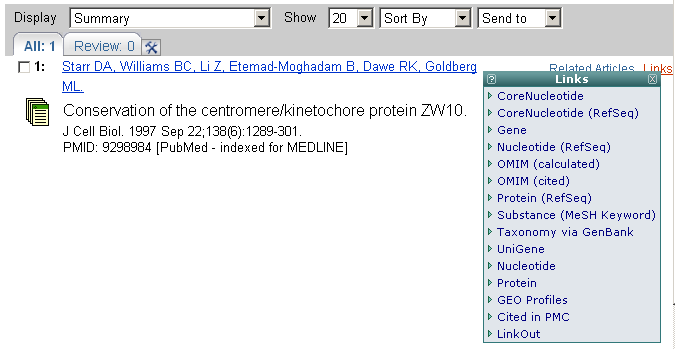 Display Summary Show 20 Sort By Send to
All: 1 Review: 0
1: Starr DA, Williams BC, Li Z, Etemad-Moghadam B, Dawe RK, Goldberg Related Articles, Links
ML.
Conservation of the centromere/kinetochore protein ZW10.
J Cell Biol. 1997 Sep 22;138(6):1289-301.
PMID: 9298984 [PubMed - indexed for MEDLINE]
? Links X
CoreNucleotide
CoreNucleotide (RefSeq)
Gene
Nucleotide (RefSeq)
OMIM (calculated)
OMIM (cited)
Protein (RefSeq)
Substance (MeSH Keyword)
Taxonomy via GenBank
UniGene
Nucleotide
Protein
GEO Profiles
Cited in PMC
LinkOut